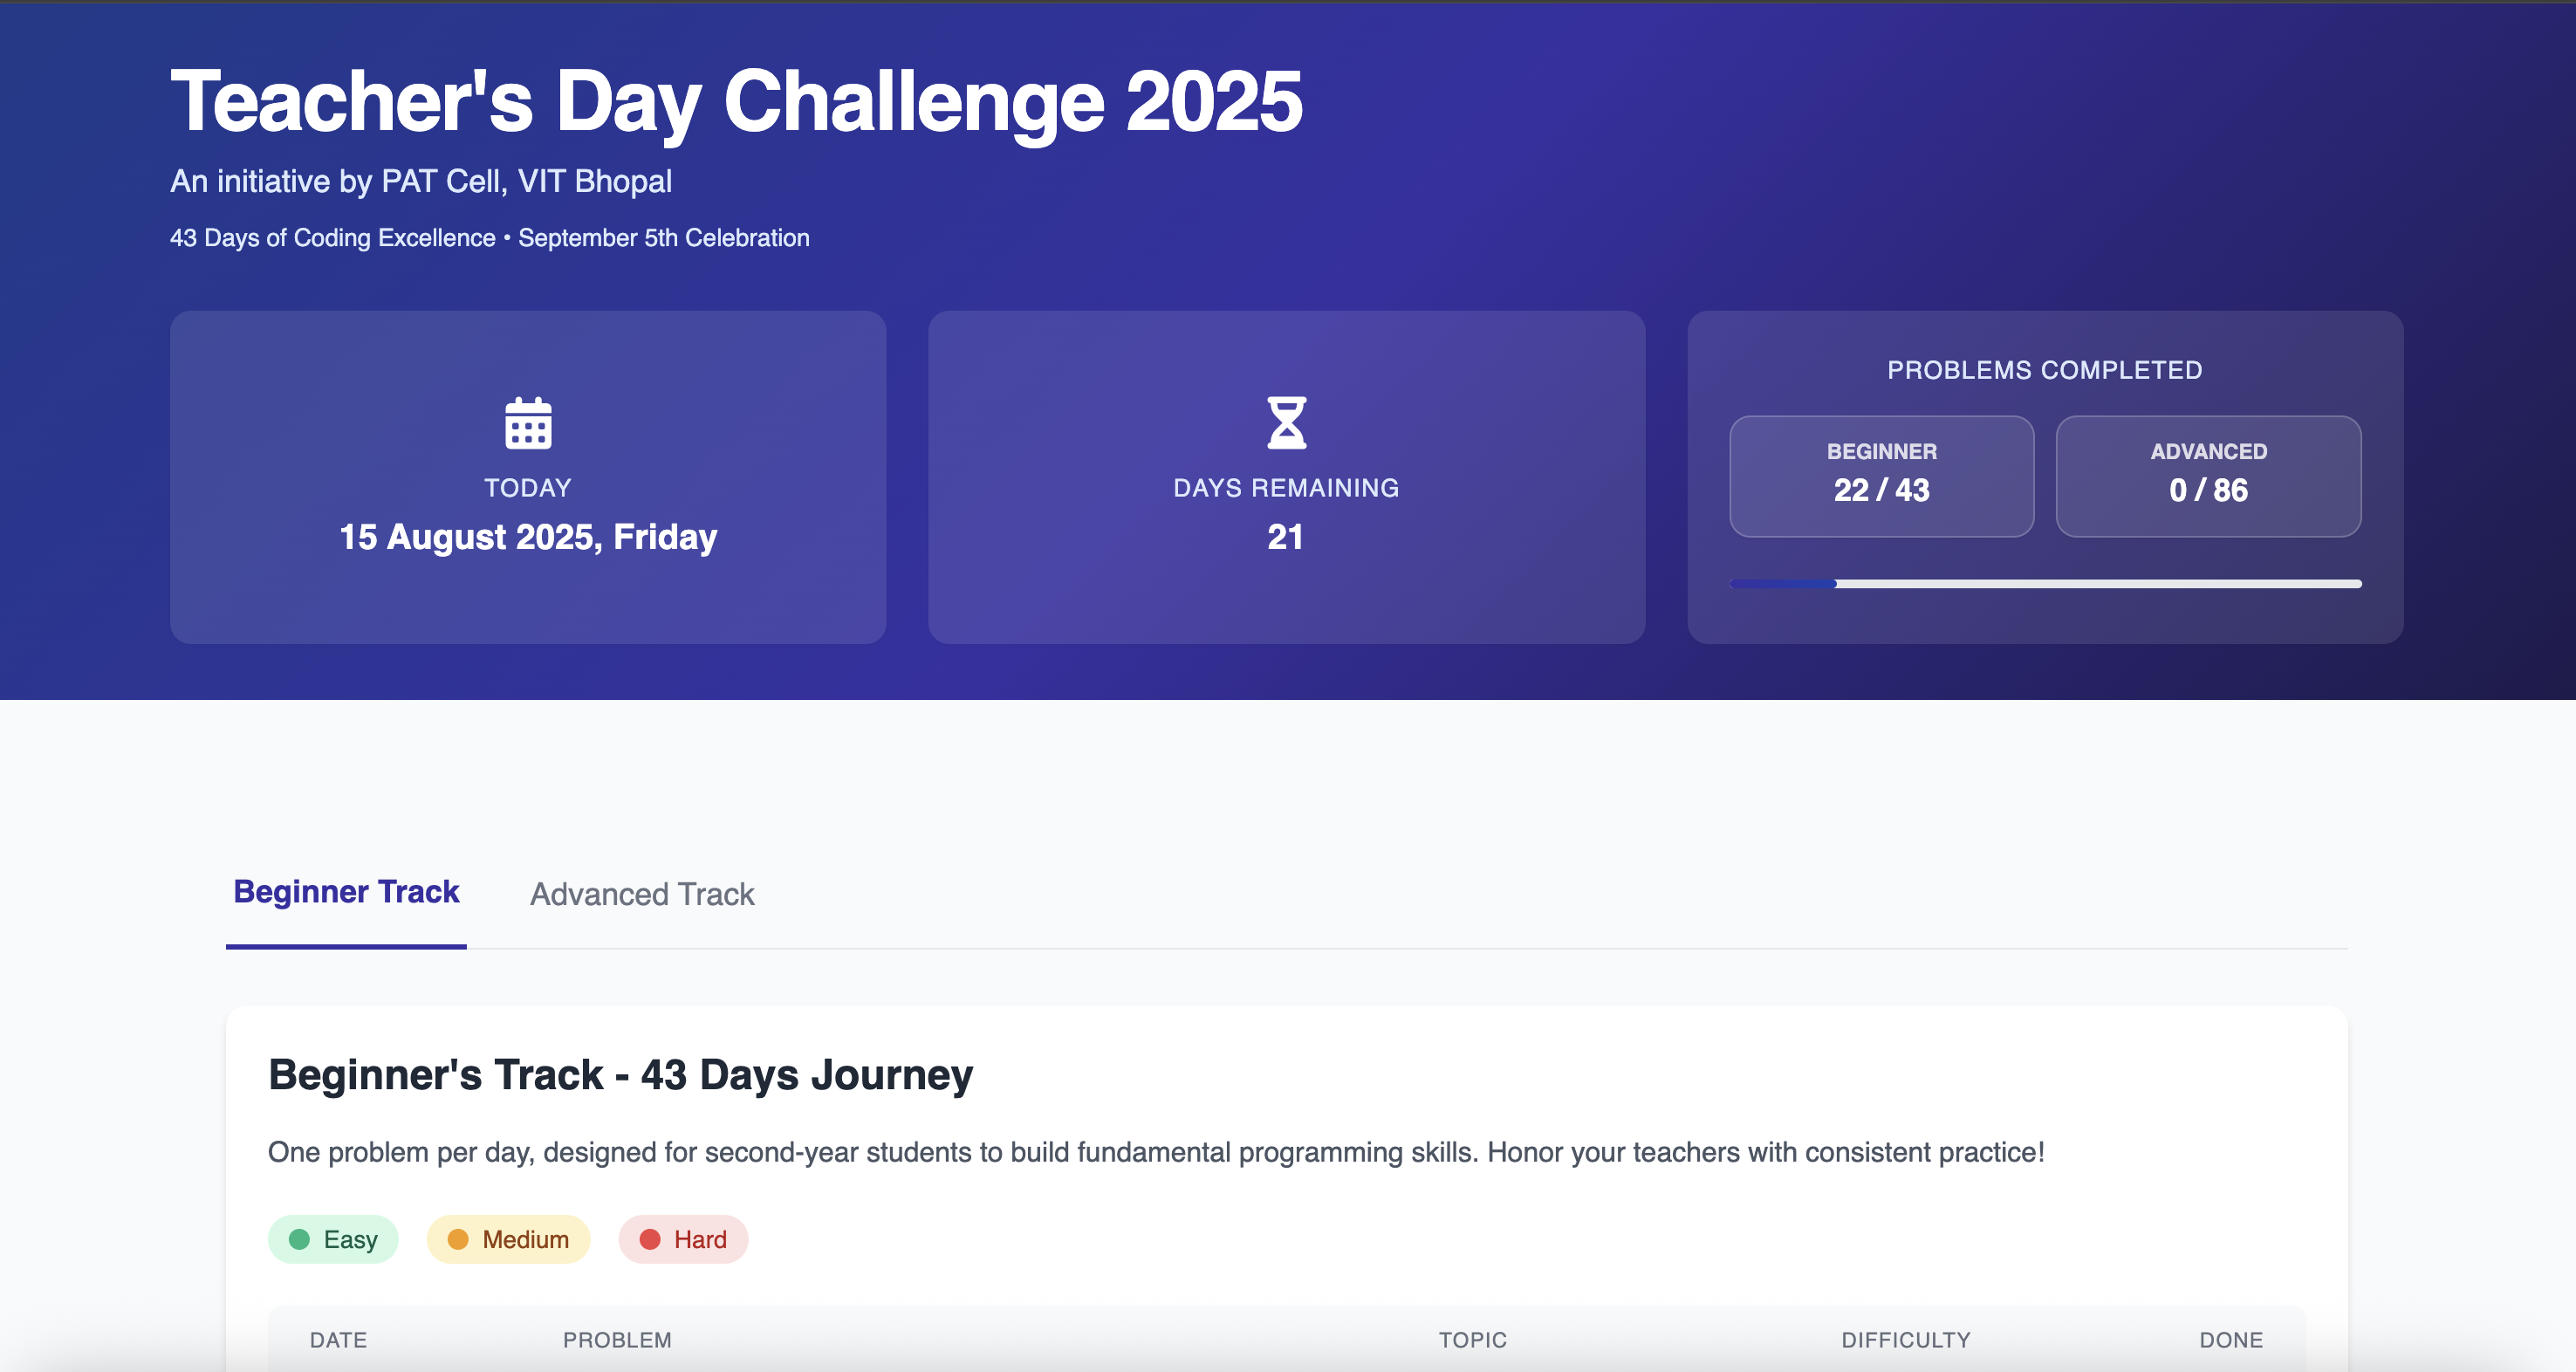 Teacher's Day Challenge 2025
An initiative by PAT Cell, VIT Bhopal
43 Days of Coding Excellence • September 5th Celebration
TODAY
15 August 2025, Friday
DAYS REMAINING
21
PROBLEMS COMPLETED
BEGINNER
22 / 43
ADVANCED
0 / 86
Beginner Track
Advanced Track
Beginner's Track - 43 Days Journey
One problem per day, designed for second-year students to build fundamental programming skills. Honor your teachers with consistent practice!
Easy
Medium
Hard
DATE PROBLEM TOPIC DIFFICULTY DONE